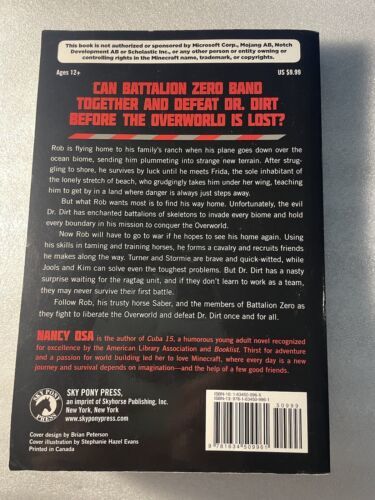 This book is not authorized or sponsored by Microsoft Corp., Mojang AB, Notch
Development AB or Scholastic Inc., or any other person or entity owning or
controlling rights in the Minecraft name, trademark, or copyrights.
Ages 12+
US $9.99
CAN BATTALION ZERO BAND
TOGETHER AND DEFEAT DR. DIRT
BEFORE THE OVERWORLD IS LOST?
Rob is flying home to his family's ranch when his plane goes down over the
ocean biome, sending him plummeting into strange new terrain. After strug-
gling to shore, he survives by luck until he meets Frida, the sole inhabitant of
the lonely stretch of beach, who grudgingly takes him under her wing, teaching
him to get by in a land where danger is always just steps away.
But what Rob wants most is to find his way home. Unfortunately, the evil
Dr. Dirt has enchanted battalions of skeletons to invade every biome and hold
every boundary in his mission to conquer the Overworld.
Now Rob will have to go to war if he hopes to see his home again. Using
his skills in taming and training horses, he forms a cavalry and recruits friends
he makes along the way. Turner and Stormie are brave and quick-witted, while
Jools and Kim can solve even the toughest problems. But Dr. Dirt has a nasty
surprise waiting for the ragtag unit, and if they don't learn to work as a team,
they may never survive their first battle.
Follow Rob, his trusty horse Saber, and the members of Battalion Zero as
they fight to liberate the Overworld and defeat Dr. Dirt once and for all.
NANCY OSA is the author of Cuba 15, a humorous young adult novel recognized
for excellence by the American Library Association and Booklist. Thirst for adventure
and a passion for world building led her to love Minecraft, where every day is a new
journey and survival depends on imagination—and the help of a few good friends.
SKY PONY
PRESS
SKY PONY PRESS,
an imprint of Skyhorse Publishing, Inc.
New York, New York
www.skyponypress.com
Cover design by Brian Peterson
Cover illustration by Stephanie Hazel Evans
Printed in Canada
ISBN-10: 1-63450-996-X
ISBN-13: 978-1-63450-996-1
50999
9 781634 509961